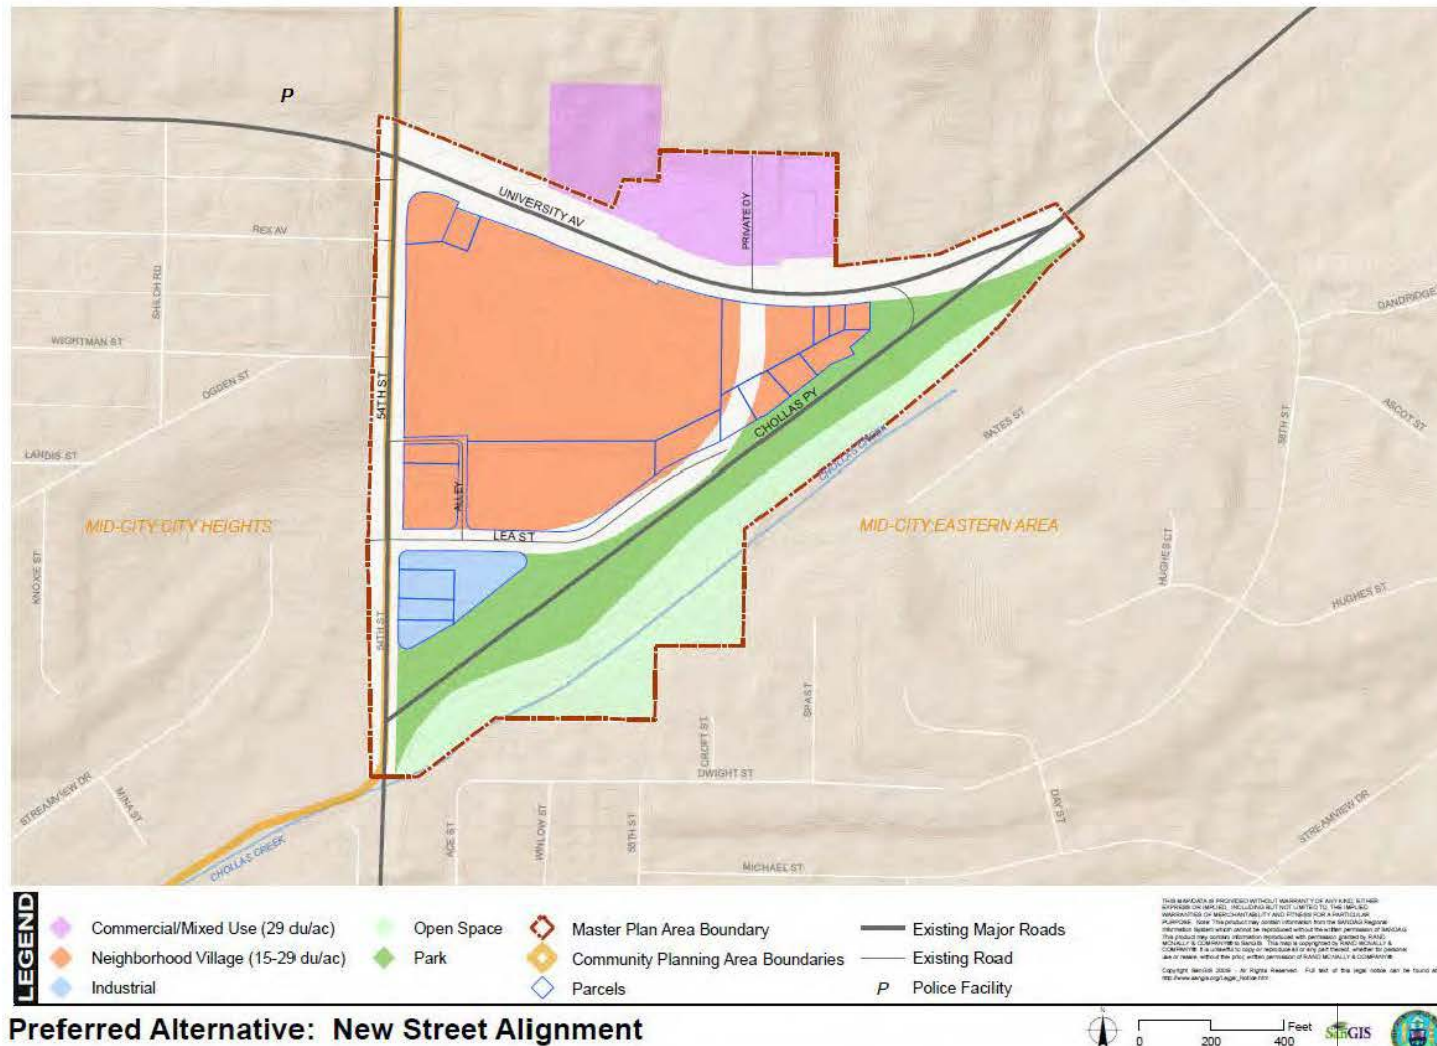 P
UNIVERSITY AV
PRIVATE DY
REX AV
SHILOH RD
DANDRIDGE
WIGHTMAN ST
OGDEN ST
54TH ST
CHOLLAS PY
BATES ST
58TH ST
ASCOT ST
LANDIS ST
CHOLLAS CREEK
ALLEY
MID-CITY:CITY HEIGHTS
LEA ST
MID-CITY:EASTERN AREA
KNOXIE ST
HUGHES CT
HUGHES ST
54TH ST
SPA ST
CROFT ST
DWIGHT ST
STREAMVIEW DR
MINA ST
ACE ST
WINLOW ST
DAY ST
STREAMVIEW DR
CHOLLAS CREEK
MICHAEL ST
LEGEND
Commercial/Mixed Use (29 du/ac)
Neighborhood Village (15-29 du/ac)
Industrial
Open Space
Park
Master Plan Area Boundary
Community Planning Area Boundaries
Parcels
Existing Major Roads
Existing Road
P Police Facility
Preferred Alternative: New Street Alignment
0 200 400 Feet
SanGIS